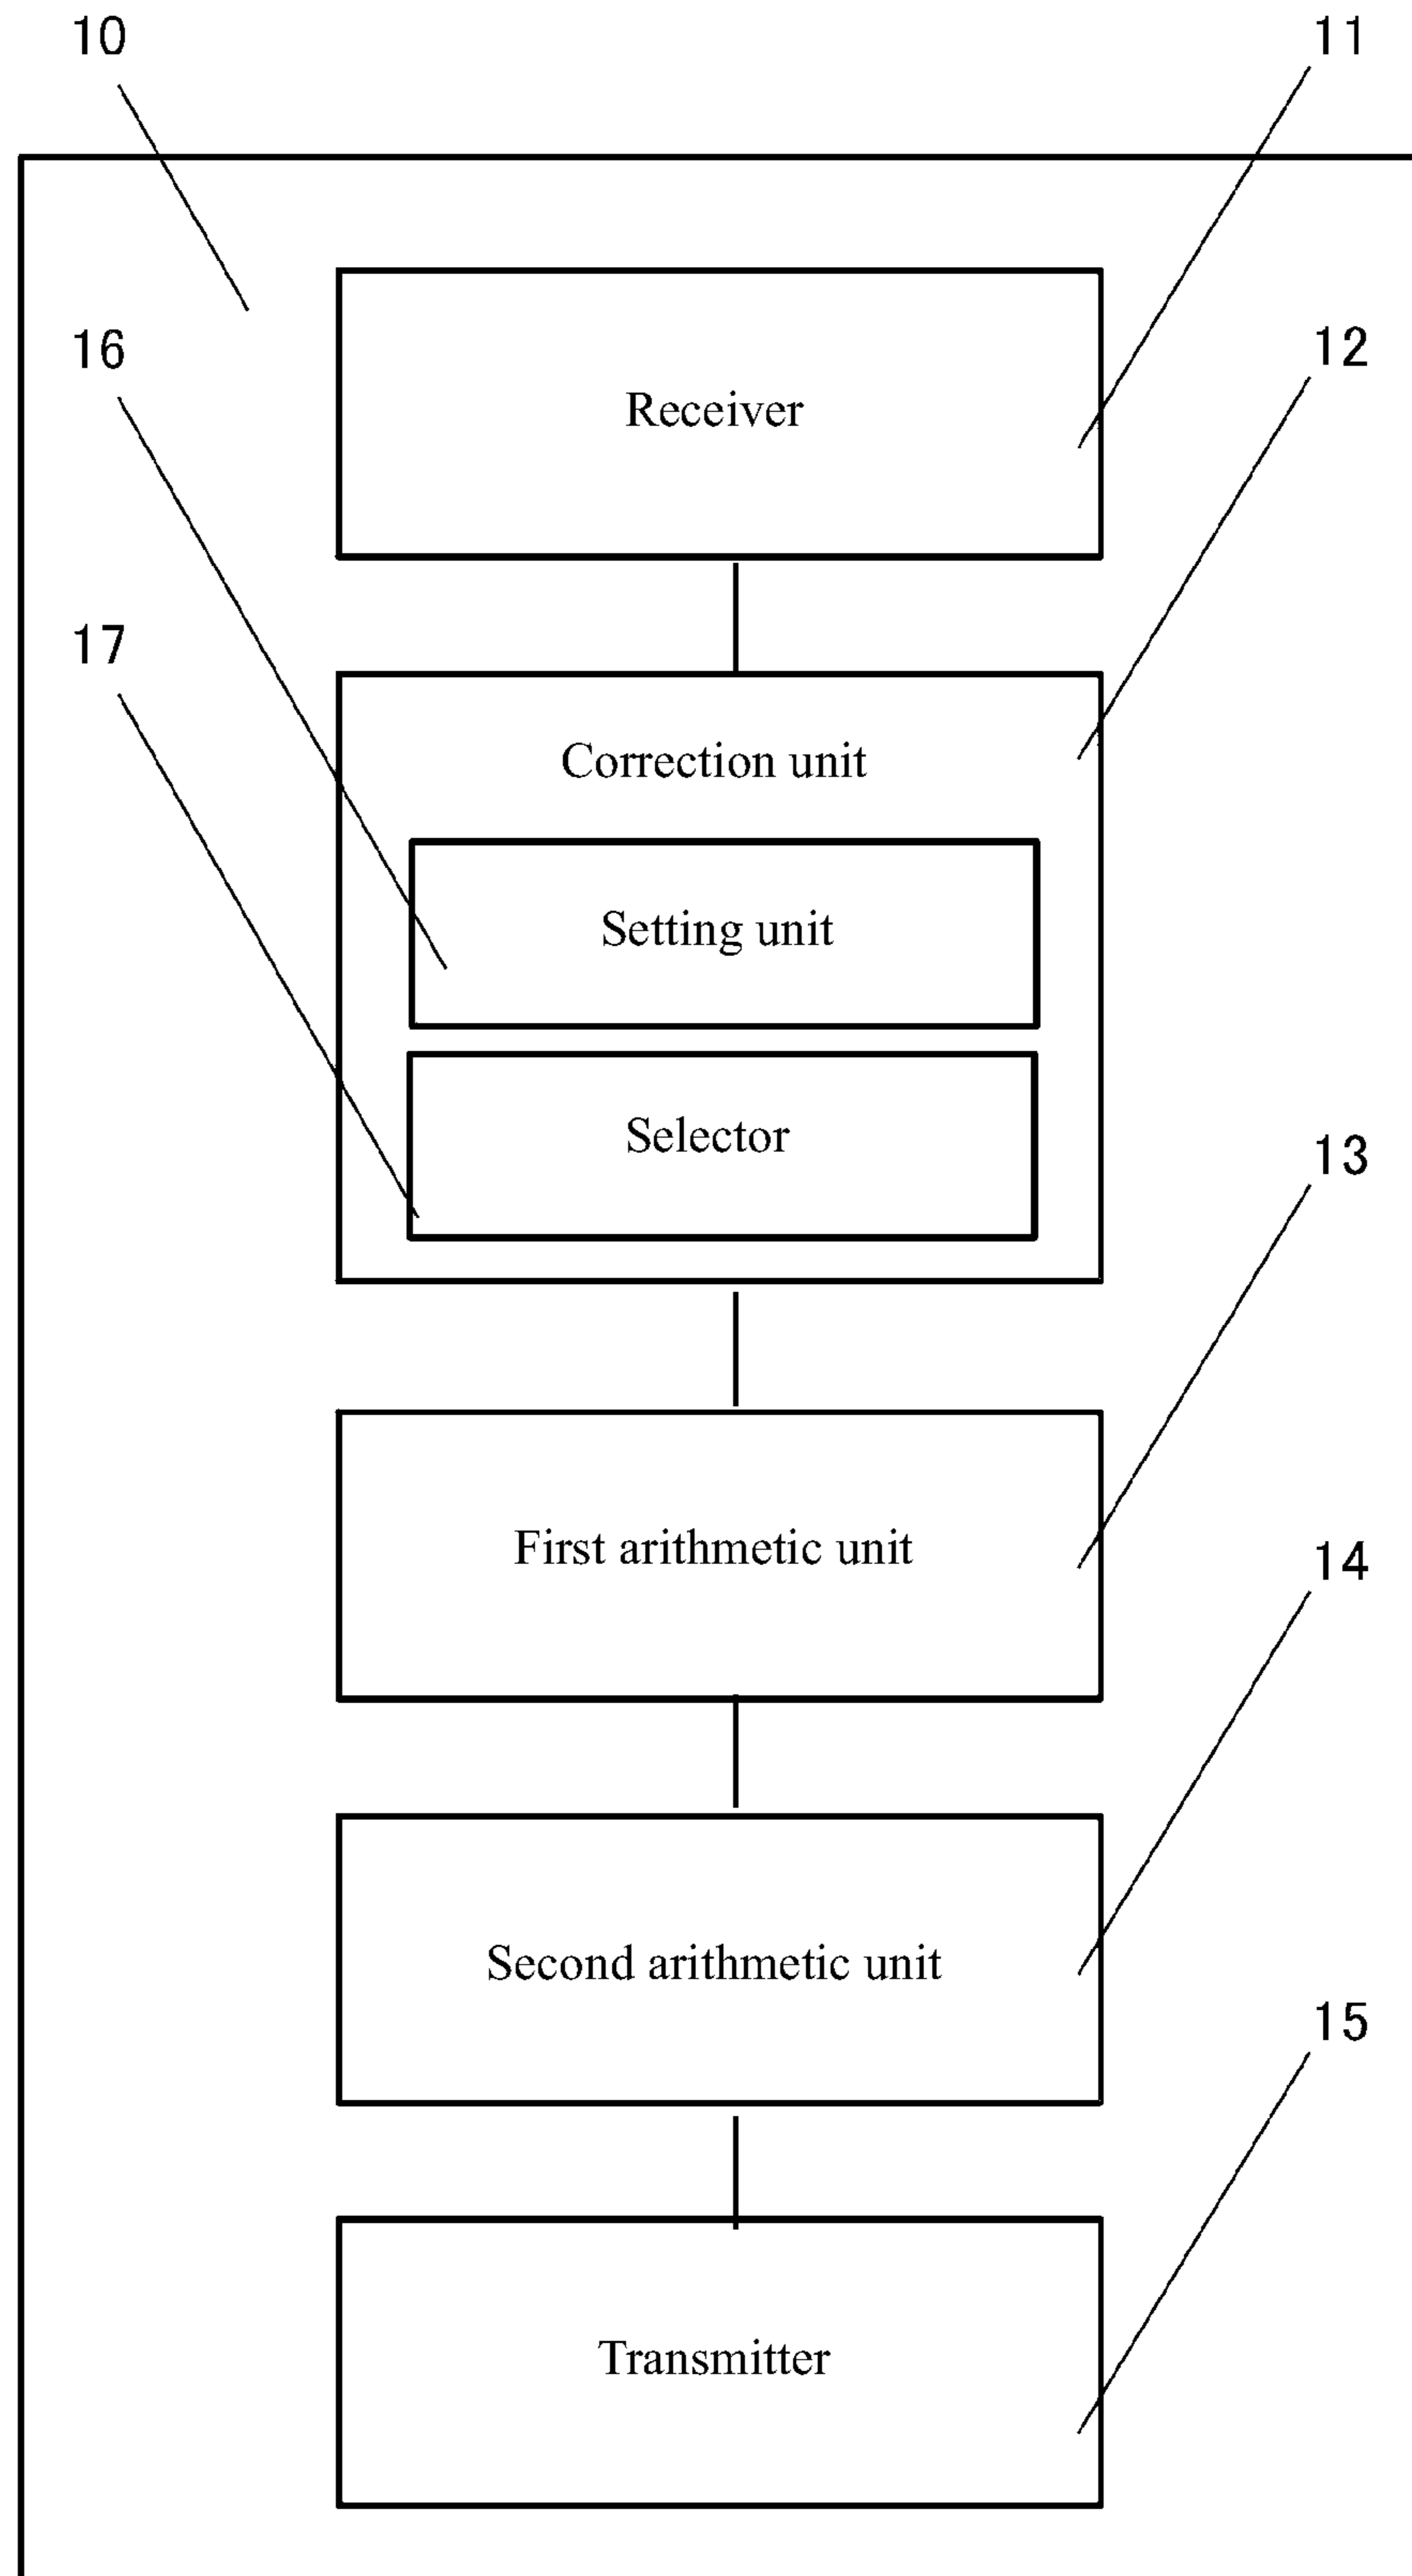 10
11
Receiver
16
12
17
Correction unit
Setting unit
Selector
13
First arithmetic unit
14
Second arithmetic unit
15
Transmitter